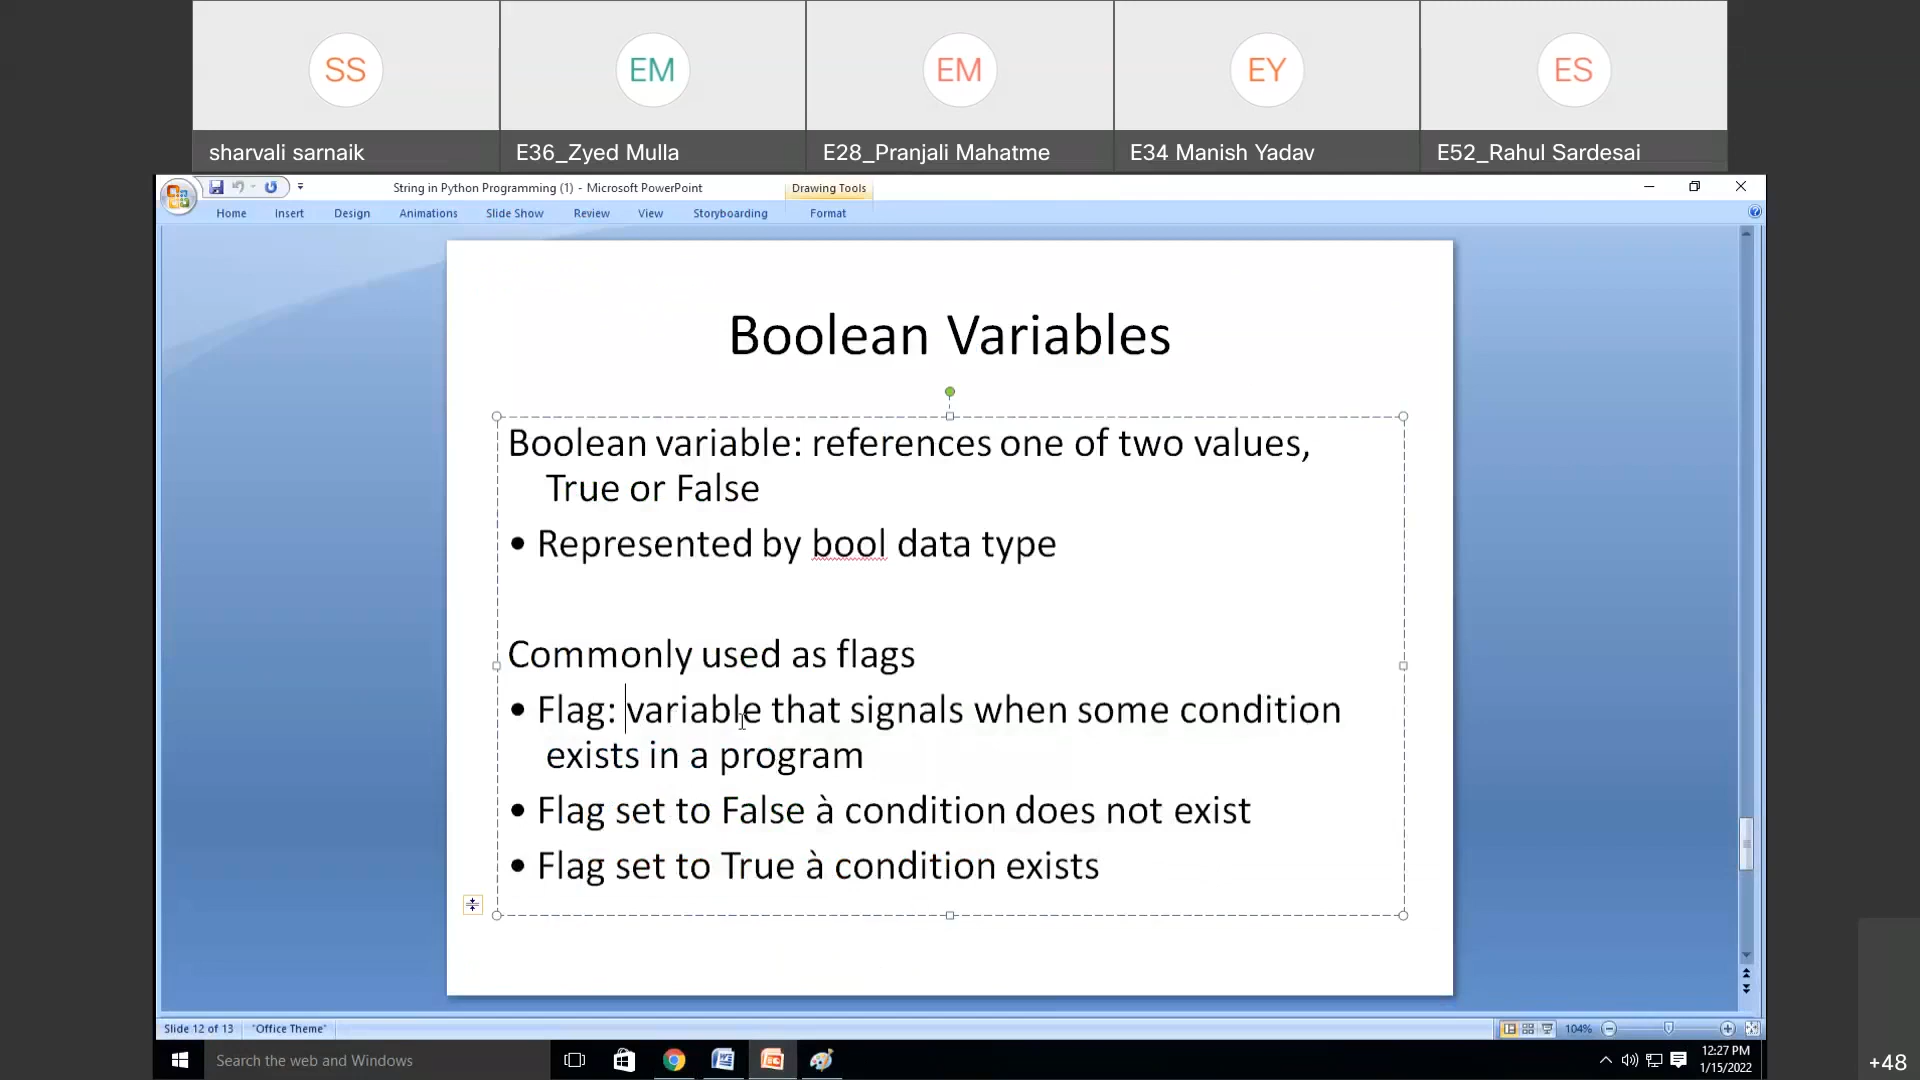 SS
EM
EM
EY
ES
sharvali sarnaik
E36_Zyed Mulla
E28_Pranjali Mahatme
E34 Manish Yadav
E52_Rahul Sardesai
String in Python Programming (1) - Microsoft PowerPoint
Drawing Tools
Home
Insert
Design
Animations
Slide Show
Review
View
Storyboarding
Format
Boolean Variables
Boolean variable: references one of two values,
True or False
• Represented by bool data type
Commonly used as flags
• Flag: variable that signals when some condition
exists in a program
• Flag set to False à condition does not exist
• Flag set to True à condition exists
Slide 12 of 13
"Office Theme"
104%
Search the web and Windows
12:27 PM
1/15/2022
+48